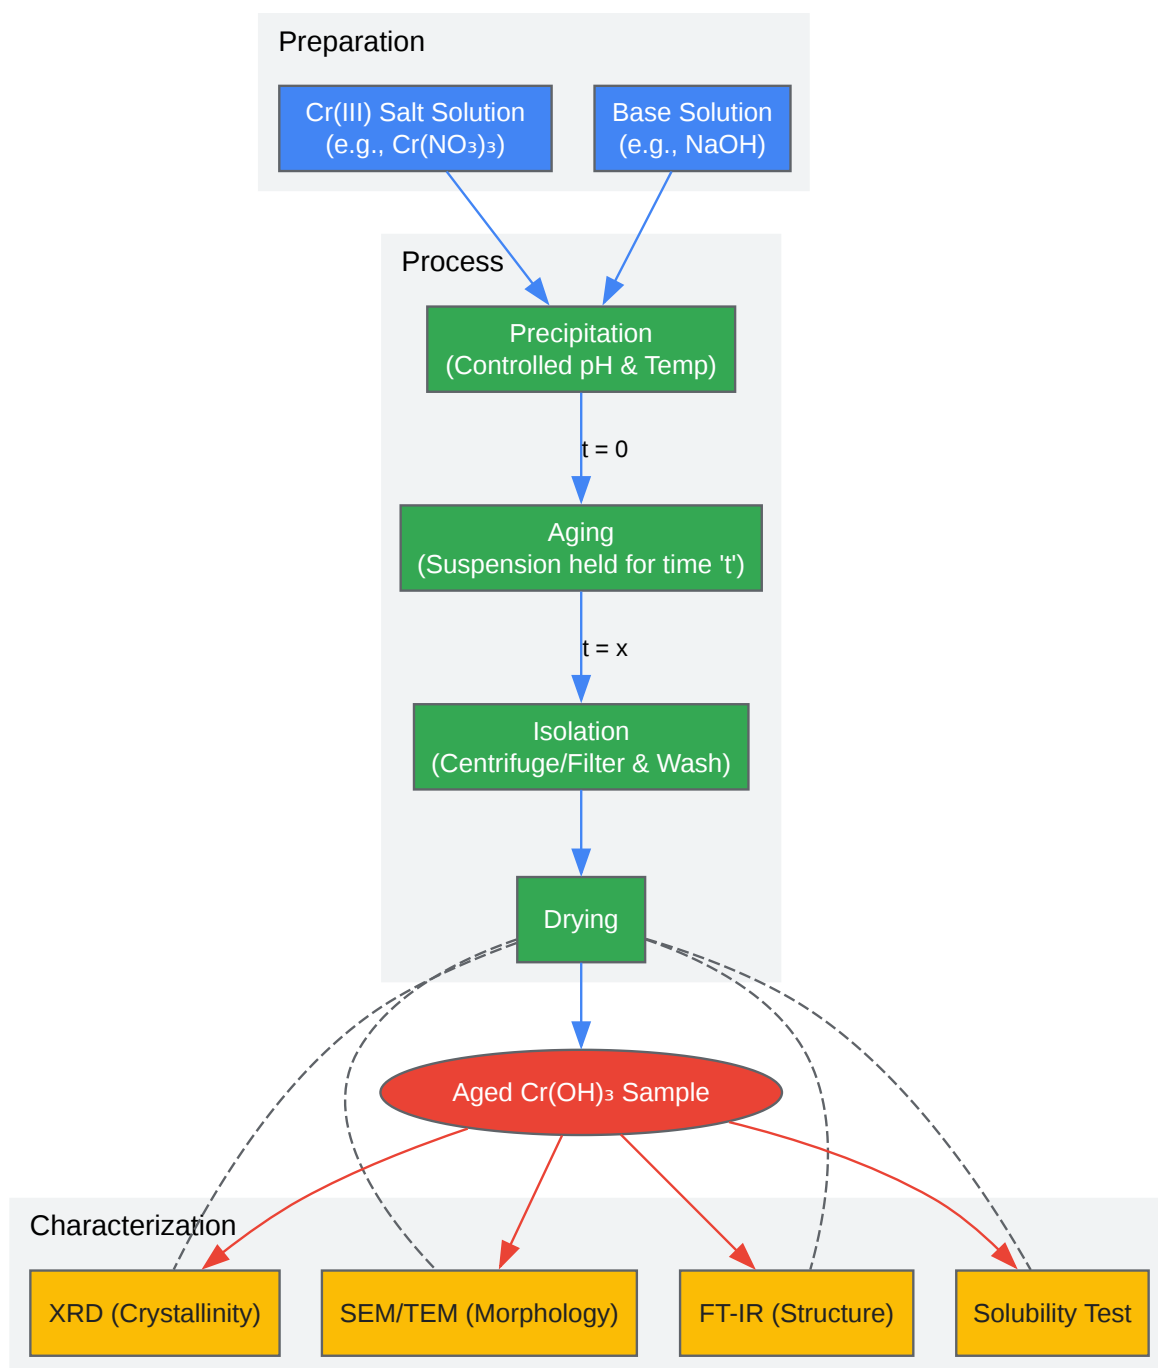 Preparation
Cr(III) Salt Solution
(e.g., Cr(NO₃)₃)
Base Solution
(e.g., NaOH)
Process
Precipitation
(Controlled pH & Temp)
t = 0
Aging
(Suspension held for time 't')
t = x
Isolation
(Centrifuge/Filter & Wash)
Drying
Aged Cr(OH)₃ Sample
Characterization
XRD (Crystallinity)
SEM/TEM (Morphology)
FT-IR (Structure)
Solubility Test